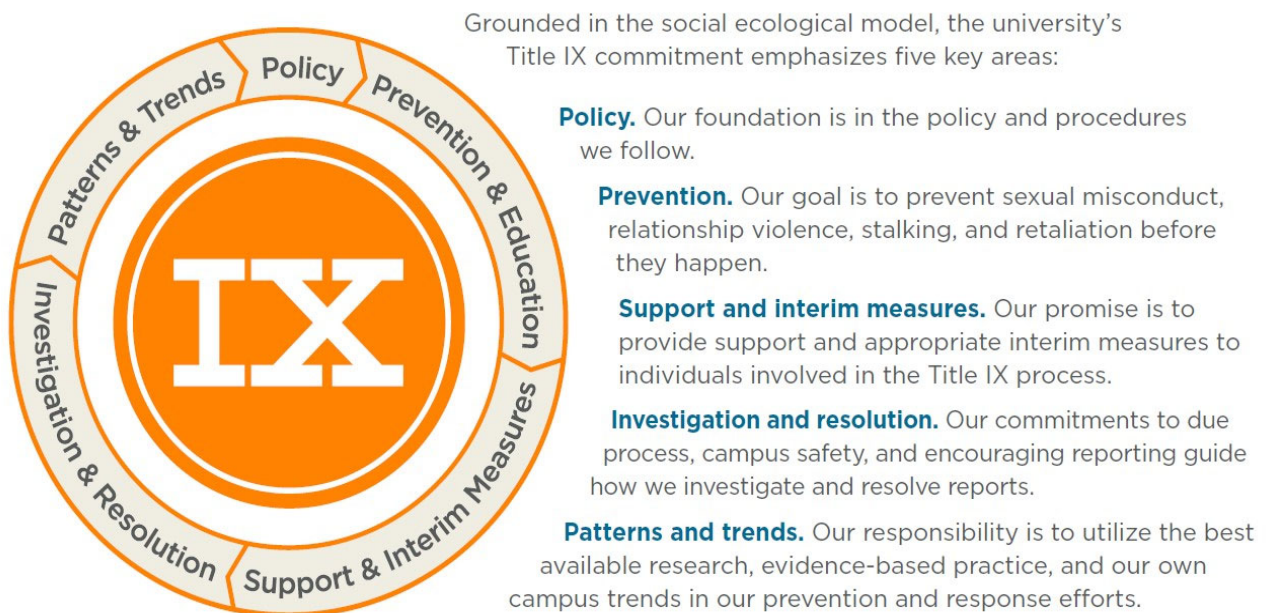 Grounded in the social ecological model, the university's
Title IX commitment emphasizes five key areas:
Policy. Our foundation is in the policy and procedures
we follow.
Prevention. Our goal is to prevent sexual misconduct,
relationship violence, stalking, and retaliation before
they happen.
Support and interim measures. Our promise is to
provide support and appropriate interim measures to
individuals involved in the Title IX process.
Investigation and resolution. Our commitments to due
process, campus safety, and encouraging reporting guide
how we investigate and resolve reports.
Patterns and trends. Our responsibility is to utilize the best
available research, evidence-based practice, and our own
campus trends in our prevention and response efforts.
Policy
Prevention & Education
Support & Interim Measures
Investigation & Resolution
Patterns & Trends
IX